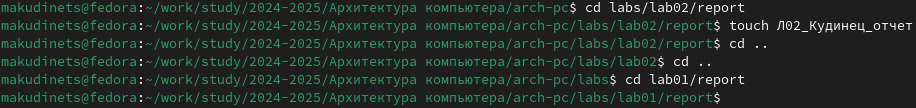 makudinets@fedora:~/work/study/2024-2025/Архитектура компьютера/arch-pc$ cd labs/lab02/report
makudinets@fedora:~/work/study/2024-2025/Архитектура компьютера/arch-pc/labs/lab02/report$ touch Л02_Кудинец_отчет
makudinets@fedora:~/work/study/2024-2025/Архитектура компьютера/arch-pc/labs/lab02/report$ cd ..
makudinets@fedora:~/work/study/2024-2025/Архитектура компьютера/arch-pc/labs/lab02$ cd ..
makudinets@fedora:~/work/study/2024-2025/Архитектура компьютера/arch-pc/labs$ cd lab01/report
makudinets@fedora:~/work/study/2024-2025/Архитектура компьютера/arch-pc/labs/lab01/report$